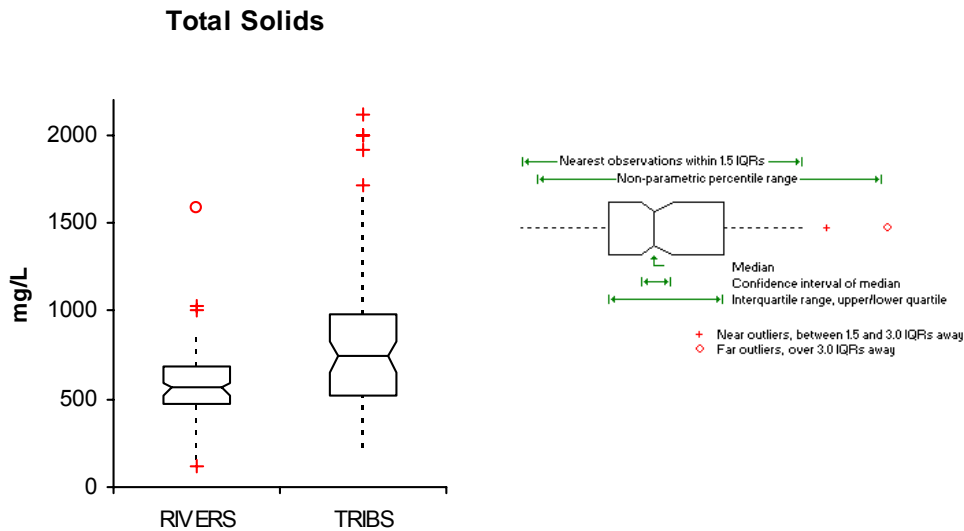 Total Solids
mg/L
2000
1500
1000
500
0
RIVERS
TRIBS
Nearest observations within 1.5 IQRs
Non-parametric percentile range
Median
Confidence interval of median
Interquartile range, upper/lower quartile
+ Near outliers, between 1.5 and 3.0 IQRs away
Far outliers, over 3.0 IQRs away